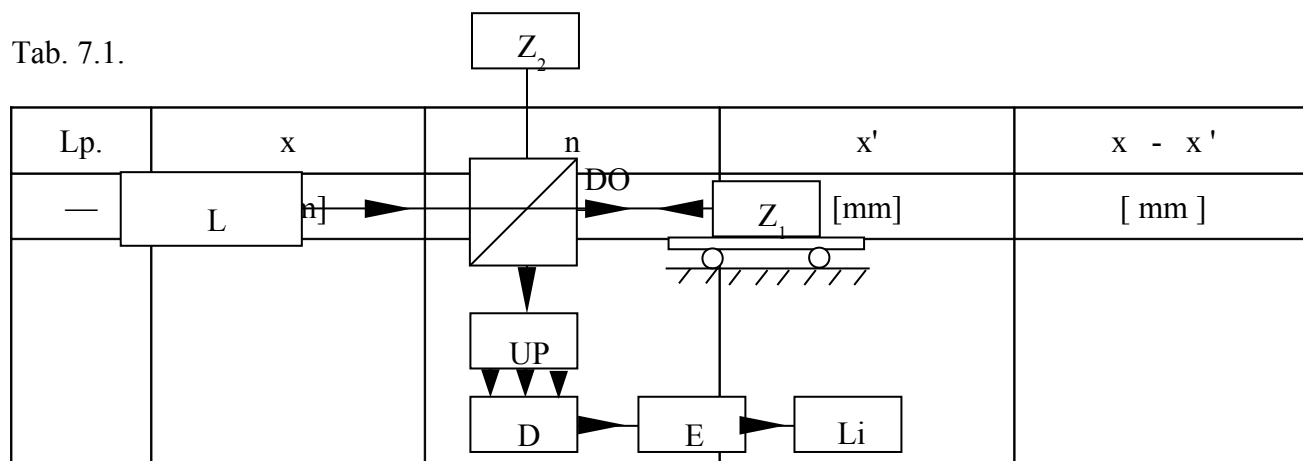 Tab. 7.1.
Z₂
Lp. x n x' x - x '
DO
— L m] Z₁ [mm] [ mm ]
UP
D E Li